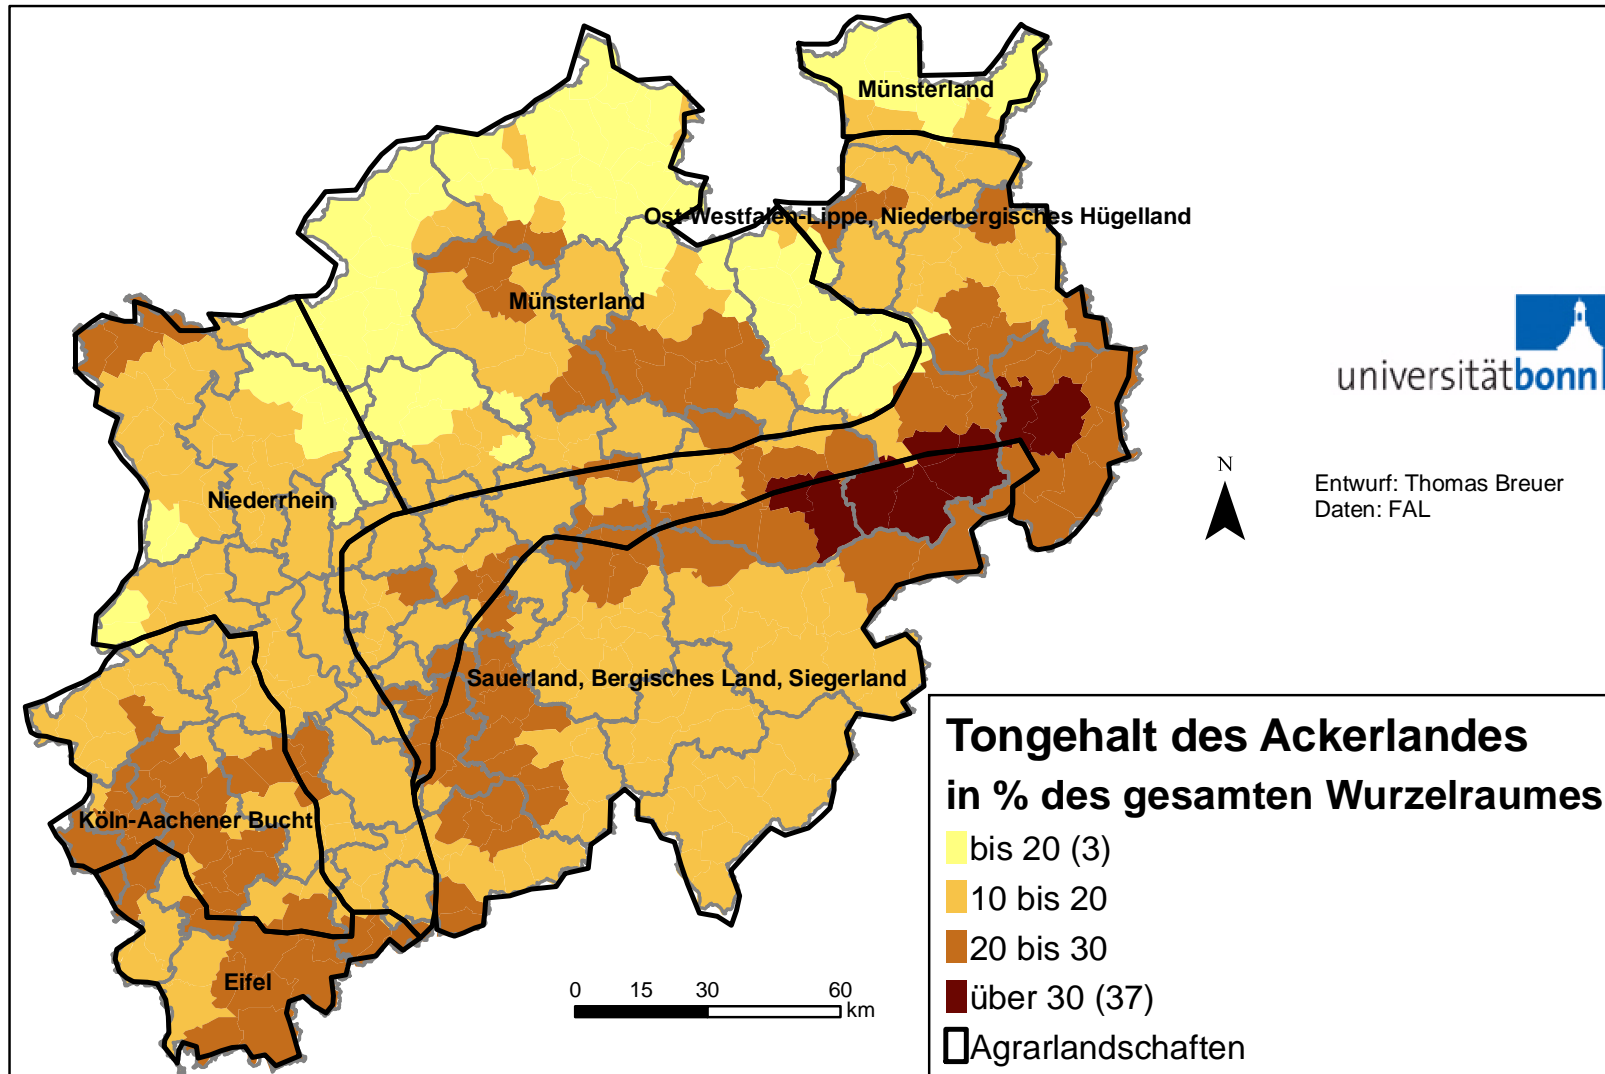 Münsterland
Ost-Westfalen-Lippe, Niederbergisches Hügelland
Münsterland
universitätbonn
N
Entwurf: Thomas Breuer
Daten: FAL
Niederrhein
Sauerland, Bergisches Land, Siegerland
Köln-Aachener Bucht
Eifel
0 15 30 60
km
Tongehalt des Ackerlandes
in % des gesamten Wurzelraumes
bis 20 (3)
10 bis 20
20 bis 30
über 30 (37)
Agrarlandschaften